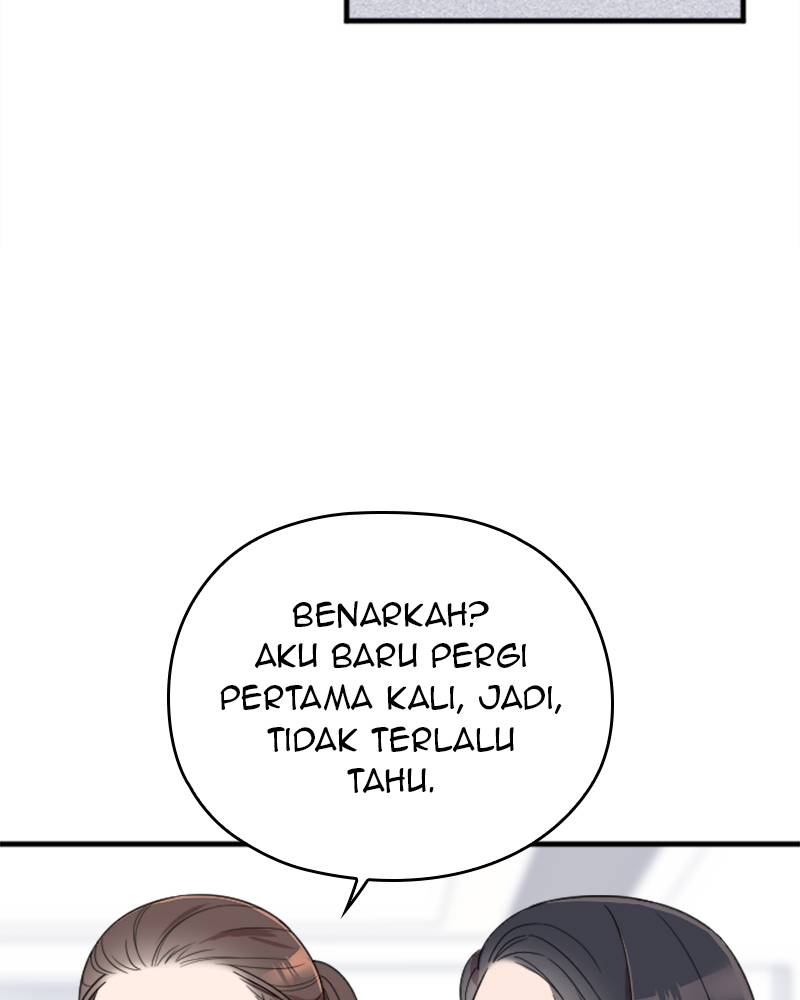 BENARKAH?
AKU BARU PERGI
PERTAMA KALI, JADI,
TIDAK TERLALU
TAHU.